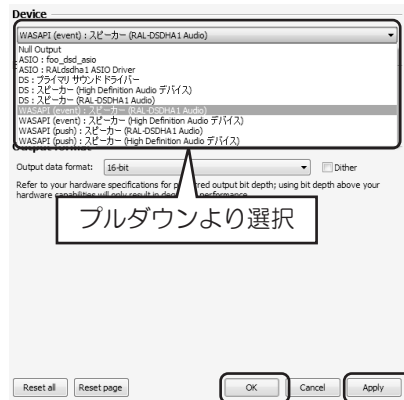 Device
WASAPI (event) : スピーカー (RAL-DSDHA1 Audio)
Null Output
ASIO : foo_dsd_asio
ASIO : RALdsdha1 ASIO Driver
DS : プライマリ サウンド ドライバー
DS : スピーカー (High Definition Audio デバイス)
DS : スピーカー (RAL-DSDHA1 Audio)
WASAPI (event) : スピーカー (RAL-DSDHA1 Audio)
WASAPI (event) : スピーカー (High Definition Audio デバイス)
WASAPI (push) : スピーカー (RAL-DSDHA1 Audio)
WASAPI (push) : スピーカー (High Definition Audio デバイス)
Output format
Output data format: 16-bit Dither
Refer to your hardware specifications for output bit depth; using bit depth above your
hardware capabilities will only result in performance.
プルダウンより選択
Reset all Reset page OK Cancel Apply